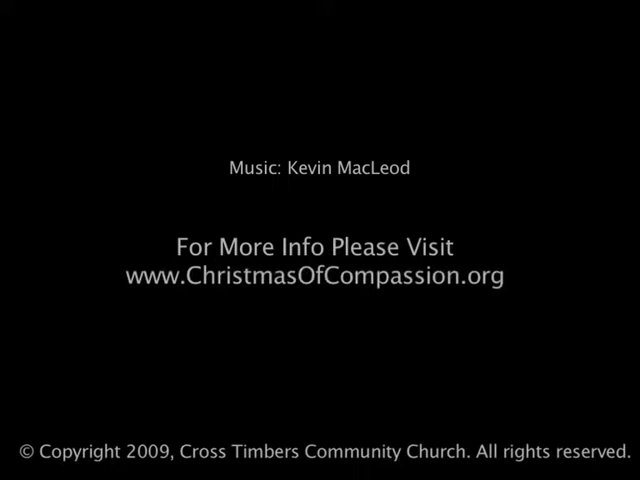 Music: Kevin MacLeod
For More Info Please Visit
www.ChristmasOfCompassion.org
© Copyright 2009, Cross Timbers Community Church. All rights reserved.